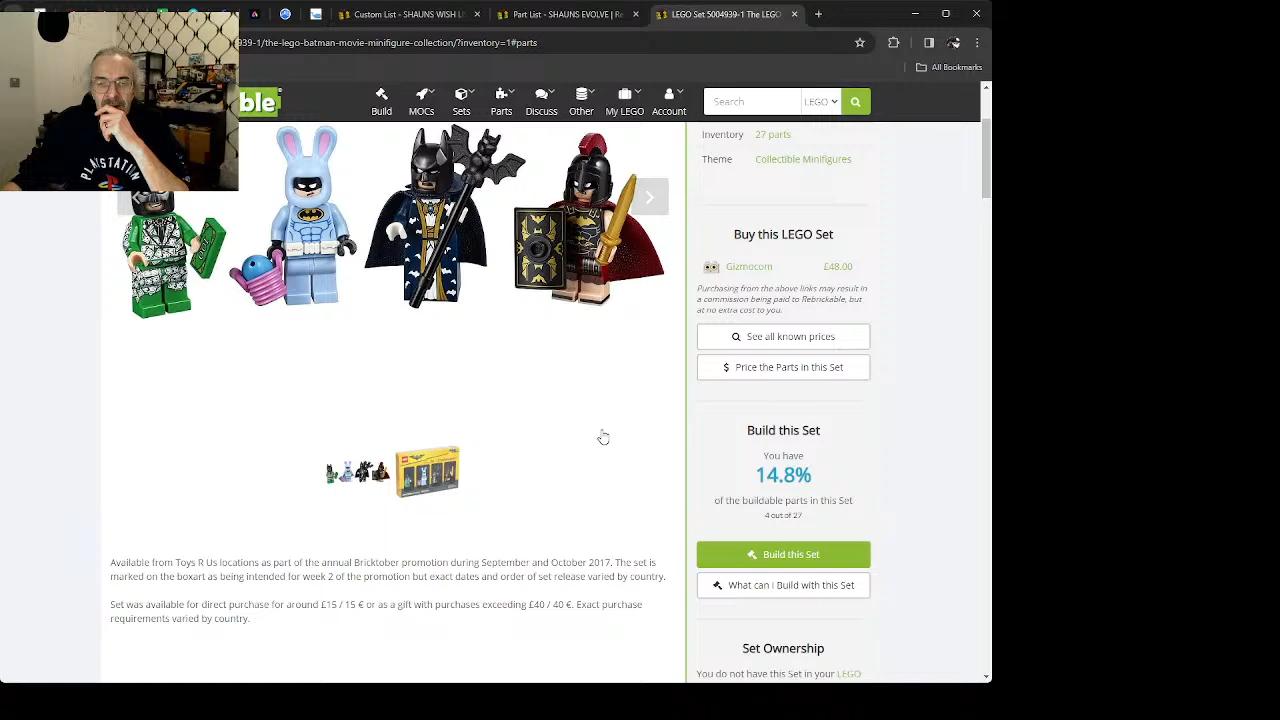 Custom List - SHAUNS WISH L
Part List - SHAUNS EVOLVE | Re
LEGO Set 5004939-1 The LEGO
939-1/the-lego-batman-movie-minifigure-collection/?inventory=1#parts
All Bookmarks
ble
Build
MOCs
Sets
Parts
Discuss
Other
My LEGO
Account
Search
LEGO
PLAYSTATION
Inventory 27 parts
Theme Collectible Minifigures
Buy this LEGO Set
Gizmocom £48.00
Purchasing from the above links may result in
a commission being paid to Rebrickable, but
at no extra cost to you.
See all known prices
$ Price the Parts in this Set
Build this Set
You have
14.8%
of the buildable parts in this Set
4 out of 27
Build this Set
What can I Build with this Set
Set Ownership
You do not have this Set in your LEGO
Available from Toys R Us locations as part of the annual Bricktober promotion during September and October 2017. The set is
marked on the boxart as being intended for week 2 of the promotion but exact dates and order of set release varied by country.
Set was available for direct purchase for around £15 / 15 € or as a gift with purchases exceeding £40 / 40 €. Exact purchase
requirements varied by country.